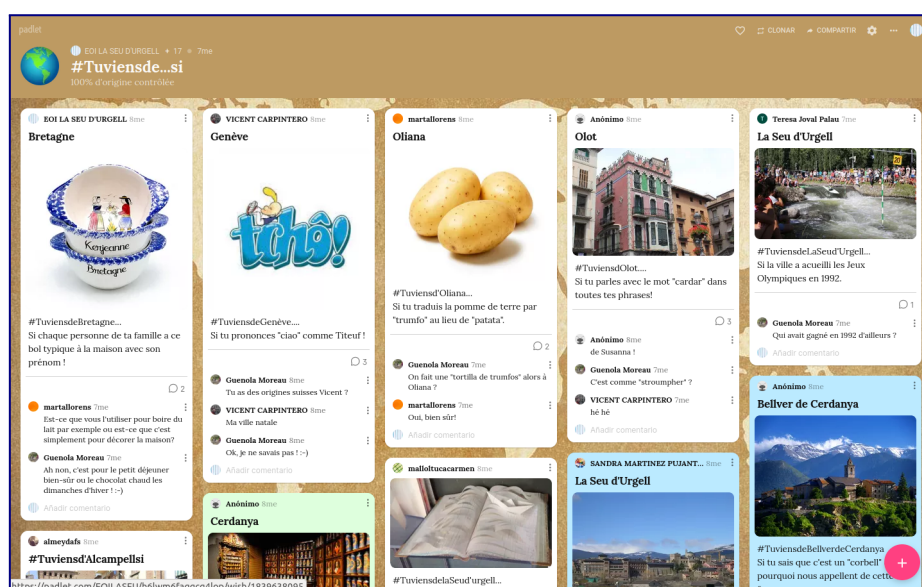 padlet
CLONAR
COMPARTIR
EOI LA SEU D'URGELL + 17 • 7me
#Tuviensde...si
100% d'origine contrôlée
EOI LA SEU D'URGELL 8me
Bretagne
Kerjeanne
Bretagne
#TuviensdeBretagne...
Si chaque personne de ta famille a ce
bol typique à la maison avec son
prénom !
2
martallorens 7me
Est-ce que vous l'utiliser pour boire du
lait par exemple ou est-ce que c'est
simplement pour décorer la maison?
Guenola Moreau 7me
Ah non, c'est pour le petit déjeuner
bien-sûr ou le chocolat chaud les
dimanches d'hiver ! :-)
Añadir comentario
almeydafs 8me
#Tuviensd'Alcampellsi
VICENT CARPINTERO 8me
Genève
tchô!
#TuviensdeGenève....
Si tu prononces "ciao" comme Titeuf !
3
Guenola Moreau 8me
Tu as des origines suisses Vicent ?
VICENT CARPINTERO 8me
Ma ville natale
Guenola Moreau 8me
Ok, je ne savais pas ! :-)
Añadir comentario
Anónimo 8me
Cerdanya
martallorens 8me
Oliana
#Tuviensd'Oliana...
Si tu traduis la pomme de terre par
"trumfo" au lieu de "patata".
2
Guenola Moreau 8me
On fait une "tortilla de trumfos" alors à
Oliana ?
martallorens 7me
Oui, bien sûr!
Añadir comentario
malloltucacarmen 8me
#TuviensdelaSeud'urgell...
Anónimo 8me
Olot
#TuviensdOlot....
Si tu parles avec le mot "cardar" dans
toutes tes phrases!
3
Anónimo 8me
de Susanna !
Guenola Moreau 8me
C'est comme "stroumpher" ?
VICENT CARPINTERO 7me
hé hé
Añadir comentario
SANDRA MARTINEZ PUJANT... 8me
La Seu d'Urgell
Teresa Joval Palau 7me
La Seu d'Urgell
20
#TuviensdeLaSeud'Urgell...
Si la ville a acueilli les Jeux
Olympiques en 1992.
1
Guenola Moreau 7me
Qui avait gagné en 1992 d'ailleurs ?
Añadir comentario
Anónimo 8me
Bellver de Cerdanya
#TuviensdeBellverdeCerdanya
Si tu sais que c'est un "corbell"
pourquoi nous appellent de cett